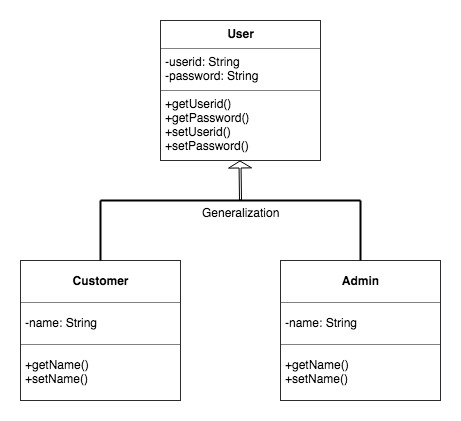 User
-userid: String
-password: String
+getUserid()
+getPassword()
+setUserid()
+setPassword()
Generalization
Customer
-name: String
+getName()
+setName()
Admin
-name: String
+getName()
+setName()